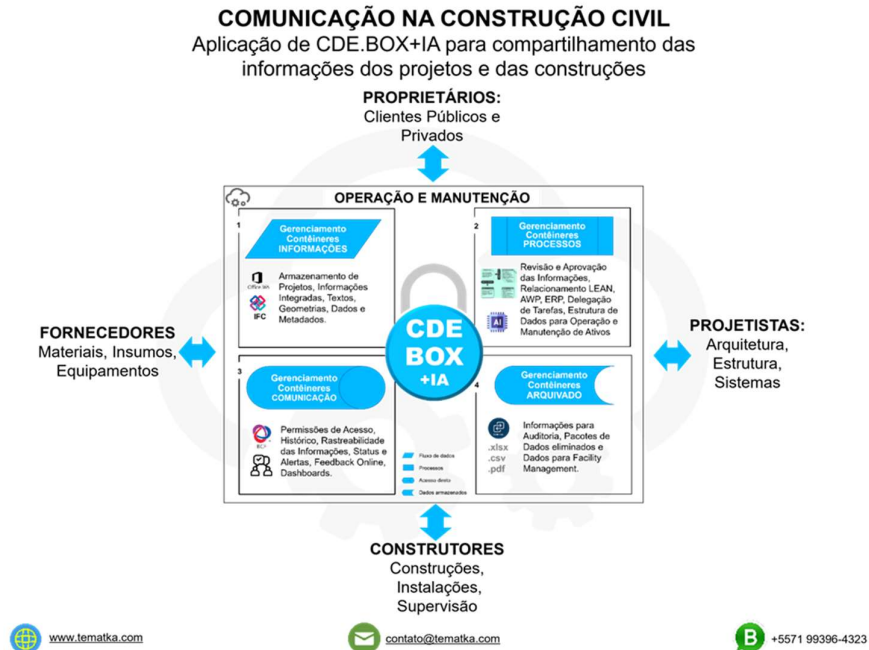 COMUNICAÇÃO NA CONSTRUÇÃO CIVIL
Aplicação de CDE.BOX+IA para compartilhamento das
informações dos projetos e das construções
PROPRIETÁRIOS:
Clientes Públicos e
Privados
OPERAÇÃO E MANUTENÇÃO
1
Gerenciamento
Contêineres
INFORMAÇÕES
Office 365
IFC
Armazenamento de
Projetos, Informações
Integradas, Textos,
Geometrias, Dados e
Metadados.
2
Gerenciamento
Contêineres
PROCESSOS
AI
Revisão e Aprovação
das Informações,
Relacionamento LEAN,
AWP, ERP, Delegação
de Tarefas, Estrutura de
Dados para Operação e
Manutenção de Ativos
CDE
BOX
+IA
FORNECEDORES
Materiais, Insumos,
Equipamentos
PROJETISTAS:
Arquitetura,
Estrutura,
Sistemas
3
Gerenciamento
Contêineres
COMUNICAÇÃO
BCF
Permissões de Acesso,
Histórico, Rastreabilidade
das Informações, Status e
Alertas, Feedback Online,
Dashboards.
Fluxo de dados
Processos
Acesso direto
Dados armazenados
4
Gerenciamento
Contêineres
ARQUIVADO
.xlsx
.csv
.pdf
Informações para
Auditoria, Pacotes de
Dados eliminados e
Dados para Facility
Management.
CONSTRUTORES
Construções,
Instalações,
Supervisão
www.tematka.com
contato@tematka.com
B
+5571 99396-4323